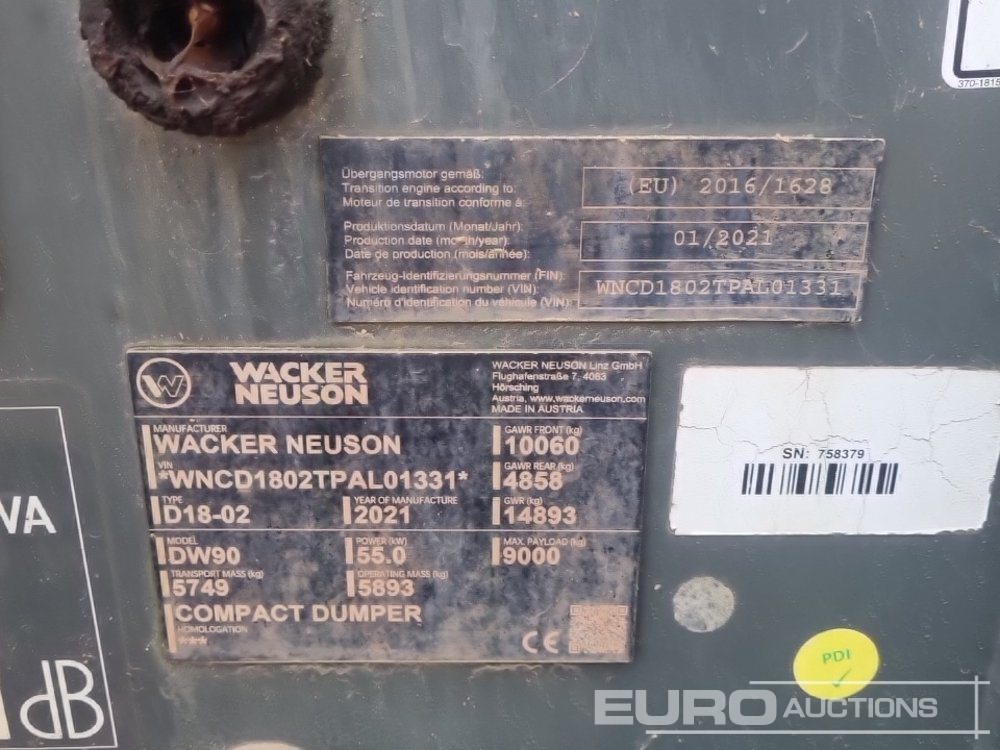 370-1815
Übergangsmotor gemäß:
Transition engine according to:
Moteur de transition conforme à:
(EU) 2016/1628
Produktionsdatum (Monat/Jahr):
Production date (month/year):
Date de production (mois/année):
01/2021
Fahrzeug-Identifizierungsnummer (FIN):
Vehicle identification number (VIN):
Numéro d'identification du véhicule (VIN):
WNCD1802TPAL01331
W
WACKER
NEUSON
WACKER NEUSON Linz GmbH
Flughafenstraße 7, 4063
Hörsching
Austria, www.wackerneuson.com
MADE IN AUSTRIA
MANUFACTURER
WACKER NEUSON
VIN
*WNCD1802TPAL01331*
TYPE
D18-02
YEAR OF MANUFACTURE
2021
GAWR FRONT (kg)
10060
GAWR REAR (kg)
4858
GWR (kg)
14893
MODEL
DW90
POWER (kW)
55.0
MAX. PAYLOAD (kg)
9000
TRANSPORT MASS (kg)
5749
OPERATING MASS (kg)
5893
COMPACT DUMPER
HOMOLOGATION
***
CE
SN: 758379
WA
dB
PDI
EURO AUCTIONS